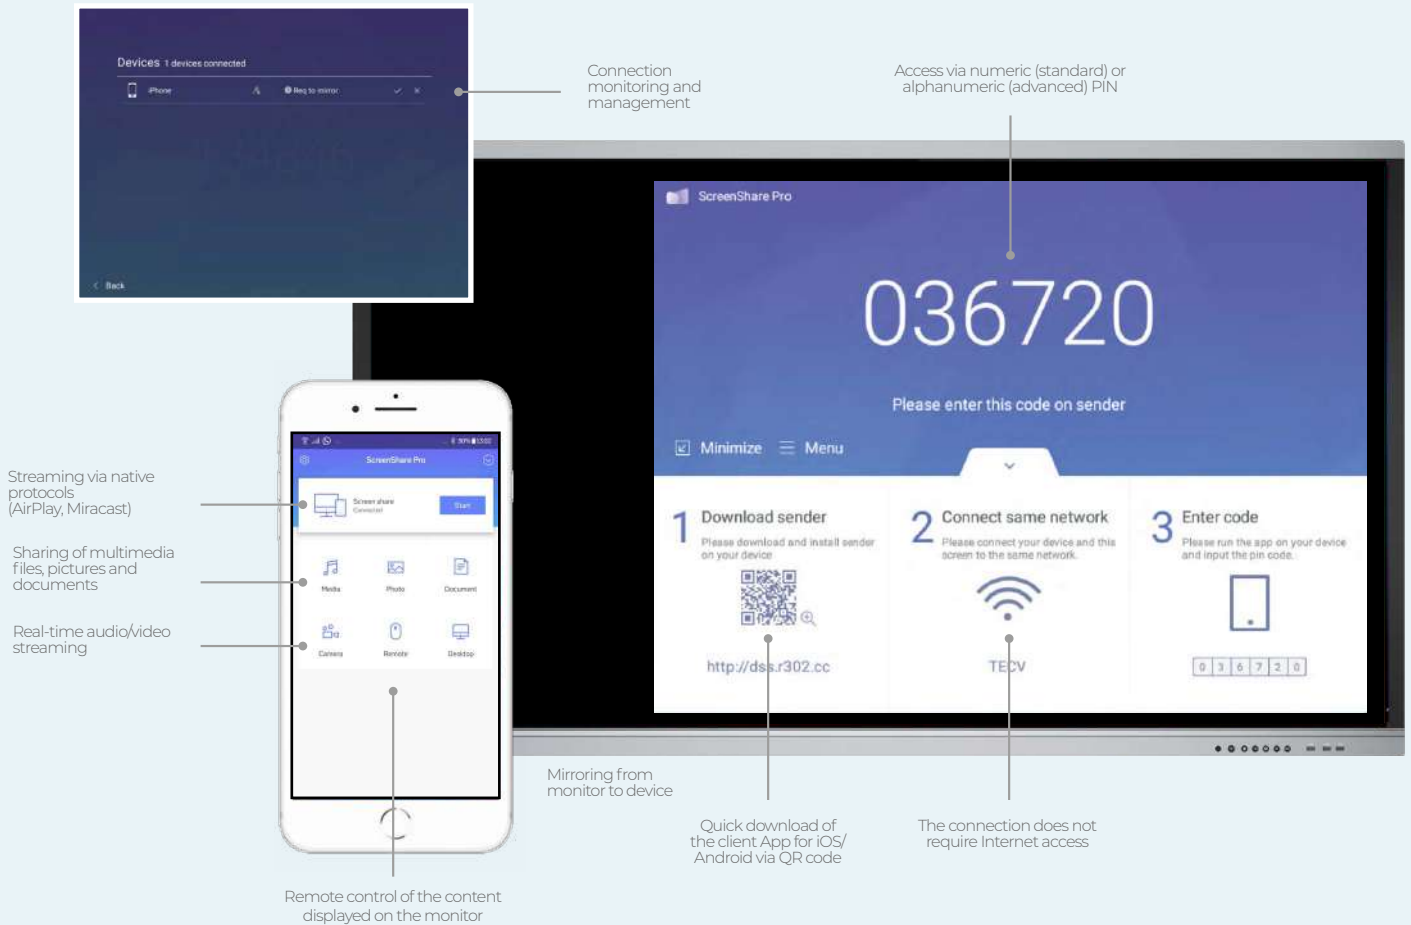 Devices 1 devices connected
iPhone
Req to mirror
Back
Connection
monitoring and
management
Access via numeric (standard) or
alphanumeric (advanced) PIN
ScreenShare Pro
036720
Please enter this code on sender
Minimize Menu
1 Download sender
Please download and install sender
on your device
http://dss.r302.cc
2 Connect same network
Please connect your device and this
screen to the same network.
TECV
3 Enter code
Please run the app on your device
and input the pin code.
0 3 6 7 2 0
30% 13:02
ScreenShare Pro
Screen share
Connected
Start
Media Photo Document
Camera Remote Desktop
Streaming via native
protocols
(AirPlay, Miracast)
Sharing of multimedia
files, pictures and
documents
Real-time audio/video
streaming
Mirroring from
monitor to device
Quick download of
the client App for iOS/
Android via QR code
The connection does not
require Internet access
Remote control of the content
displayed on the monitor